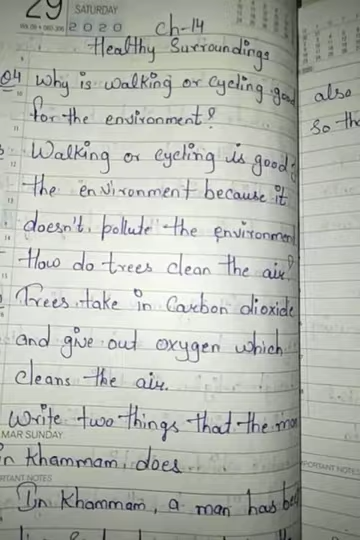 29 SATURDAY
2020 Ch-14
Healthy Surroundings
Q4 Why is walking or cycling good
for the environment?
Walking or cycling is good
the environment because it
doesn't pollute the environment
How do trees clean the air?
Trees take in Carbon dioxide
and give out oxygen which
cleans the air.
Write two things that the man
MAR SUNDAY
in Khammam does
In Khammam, a man has
also
So